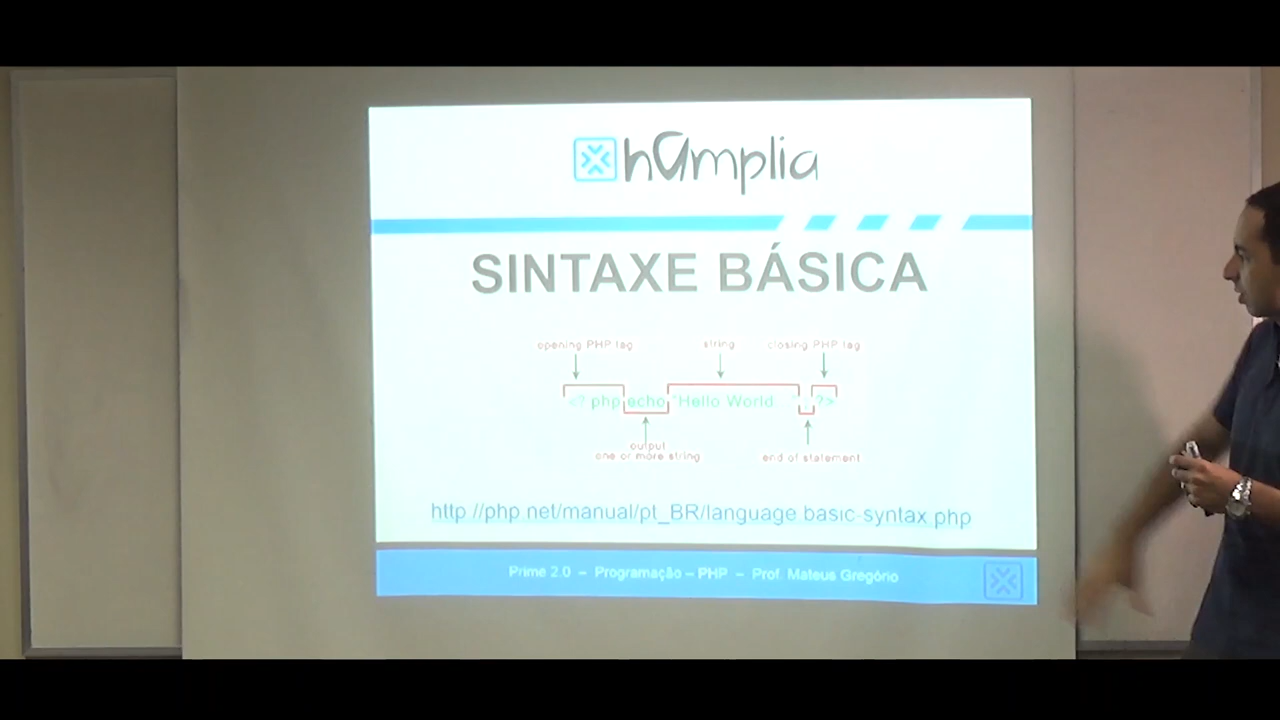 hamplia
SINTAXE BÁSICA
opening PHP tag string closing PHP tag
<? php echo "Hello World " ; ?>
output
one or more string end of statement
http //php net/manual/pt_BR/language basic-syntax php
Prime 2.0 – Programação – PHP – Prof. Mateus Gregório